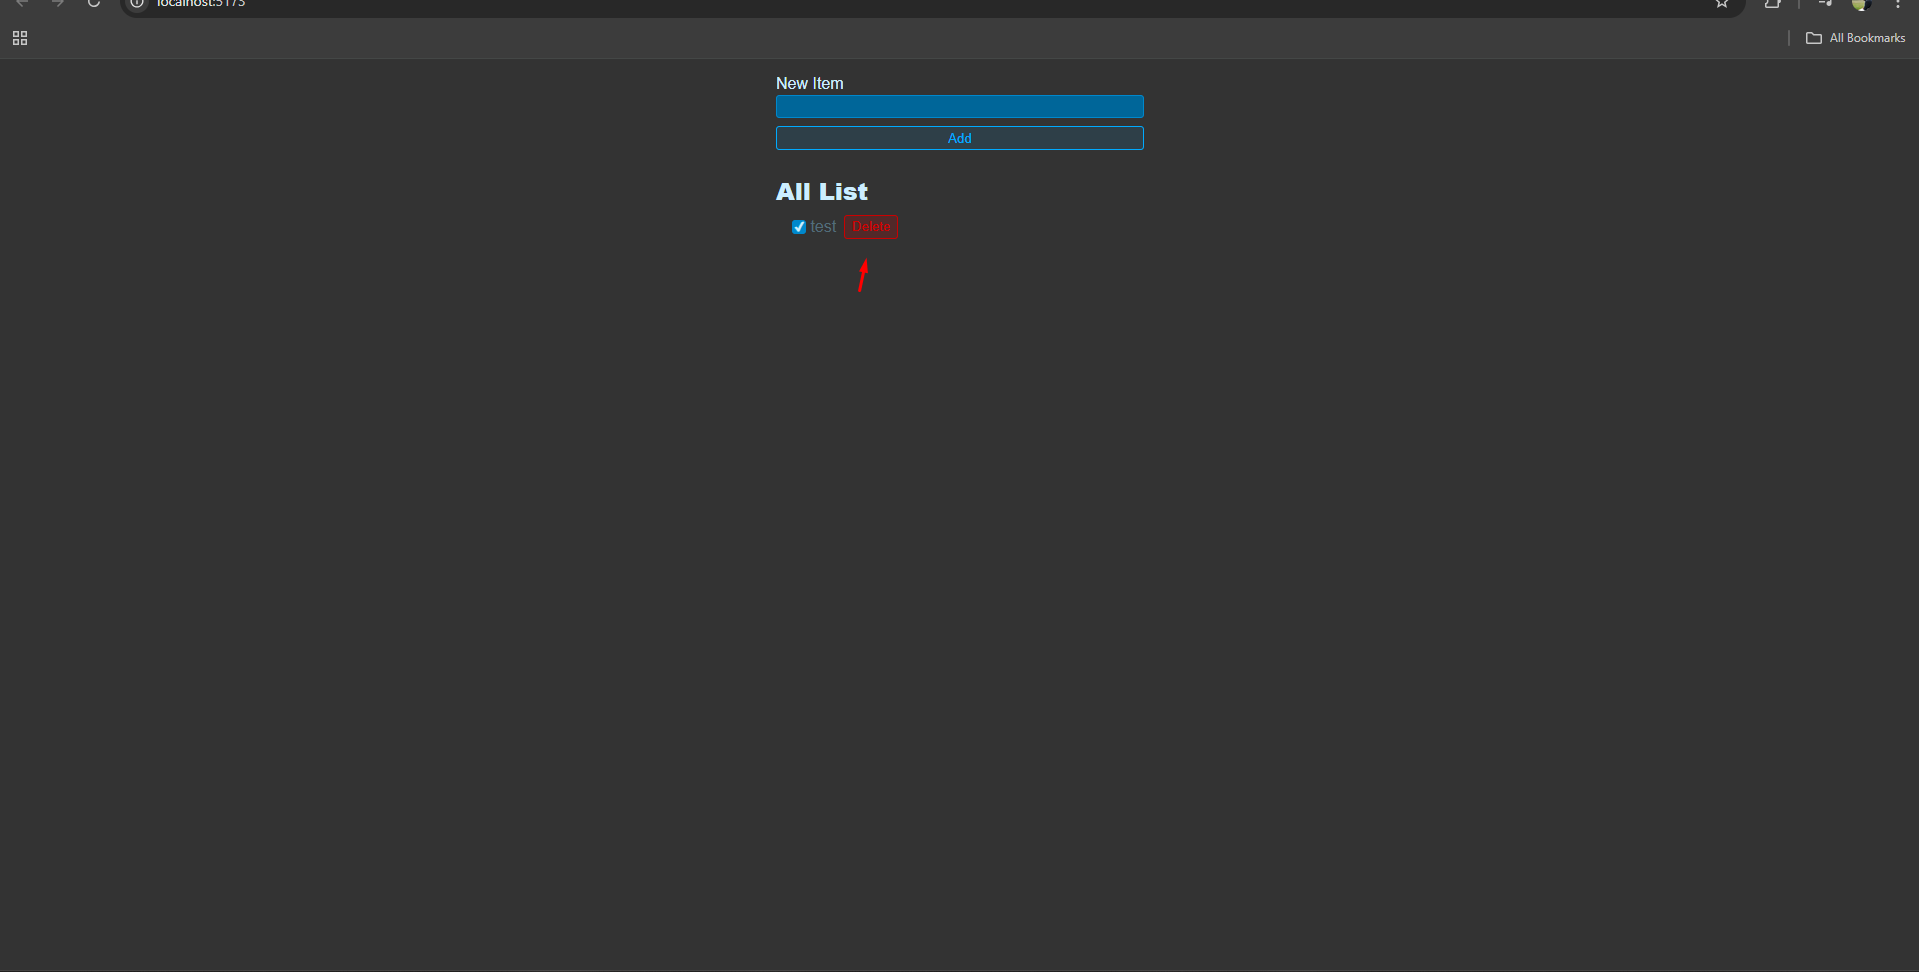 localhost:5173
All Bookmarks
New Item
Add
All List
test Delete